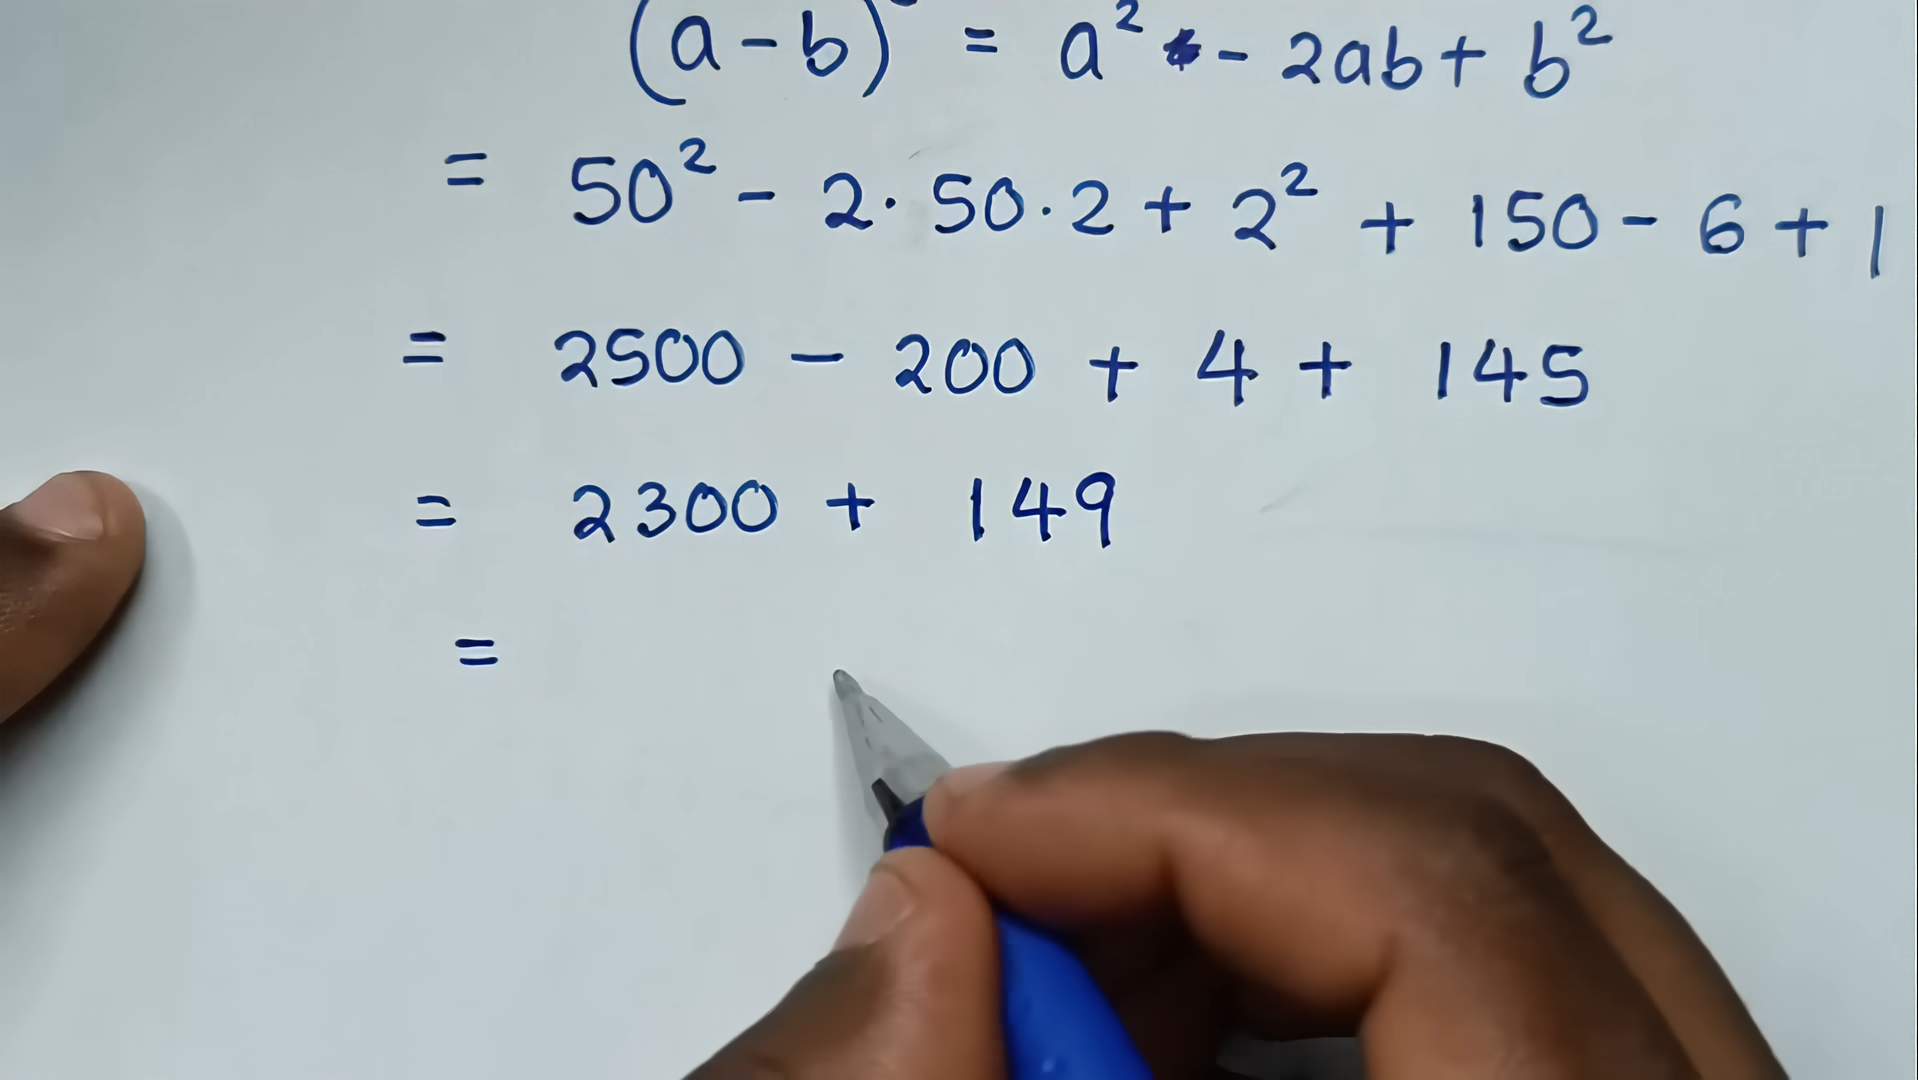 (a - b)² = a² - 2ab + b²
= 50² - 2·50·2 + 2² + 150 - 6 + 1
= 2500 - 200 + 4 + 145
= 2300 + 149
=